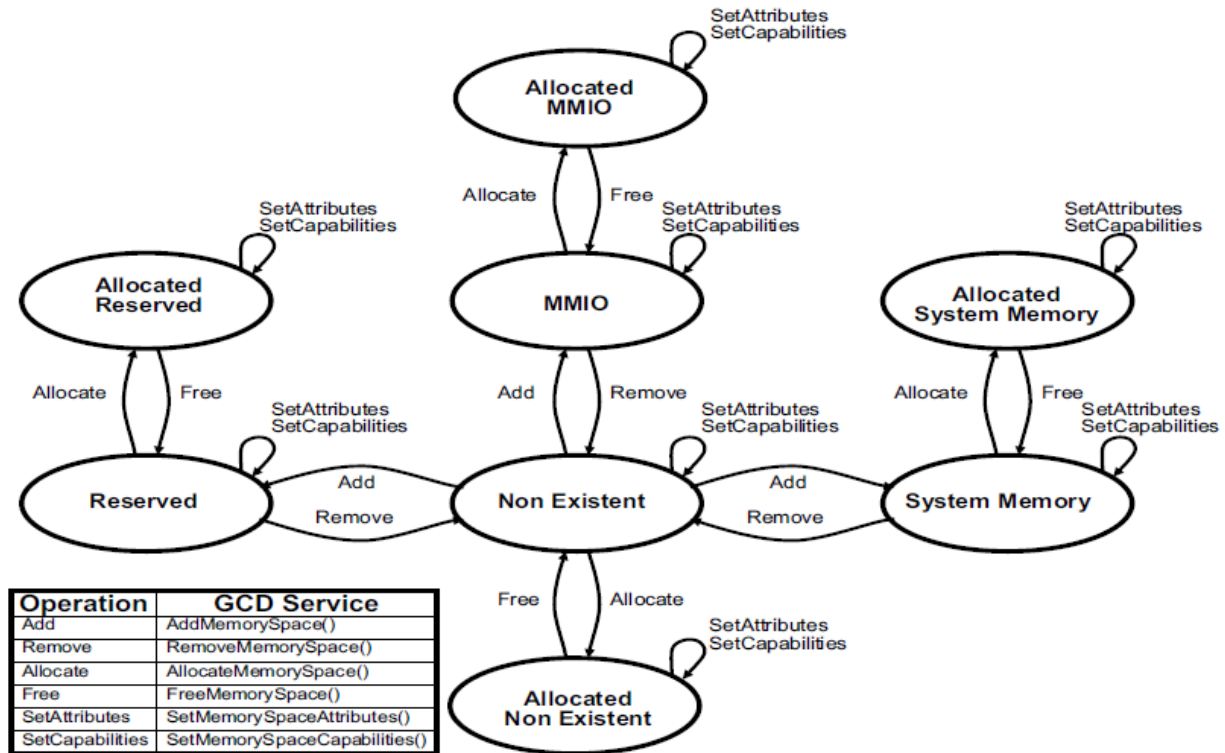 SetAttributes
SetCapabilities
Allocated
MMIO
Allocate
Free
SetAttributes
SetCapabilities
SetAttributes
SetCapabilities
SetAttributes
SetCapabilities
Allocated
Reserved
MMIO
Allocated
System Memory
Allocate
Free
Add
Remove
Allocate
Free
SetAttributes
SetCapabilities
SetAttributes
SetCapabilities
SetAttributes
SetCapabilities
Reserved
Add
Remove
Non Existent
Add
Remove
System Memory
Free
Allocate
SetAttributes
SetCapabilities
Allocated
Non Existent
Operation GCD Service
Add AddMemorySpace()
Remove RemoveMemorySpace()
Allocate AllocateMemorySpace()
Free FreeMemorySpace()
SetAttributes SetMemorySpaceAttributes()
SetCapabilities SetMemorySpaceCapabilities()